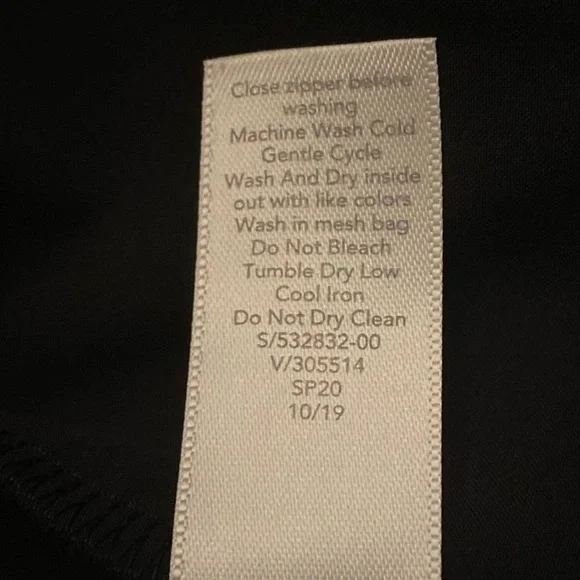 Close zipper before
washing
Machine Wash Cold
Gentle Cycle
Wash And Dry inside
out with like colors
Wash in mesh bag
Do Not Bleach
Tumble Dry Low
Cool Iron
Do Not Dry Clean
S/532832-00
V/305514
SP20
10/19